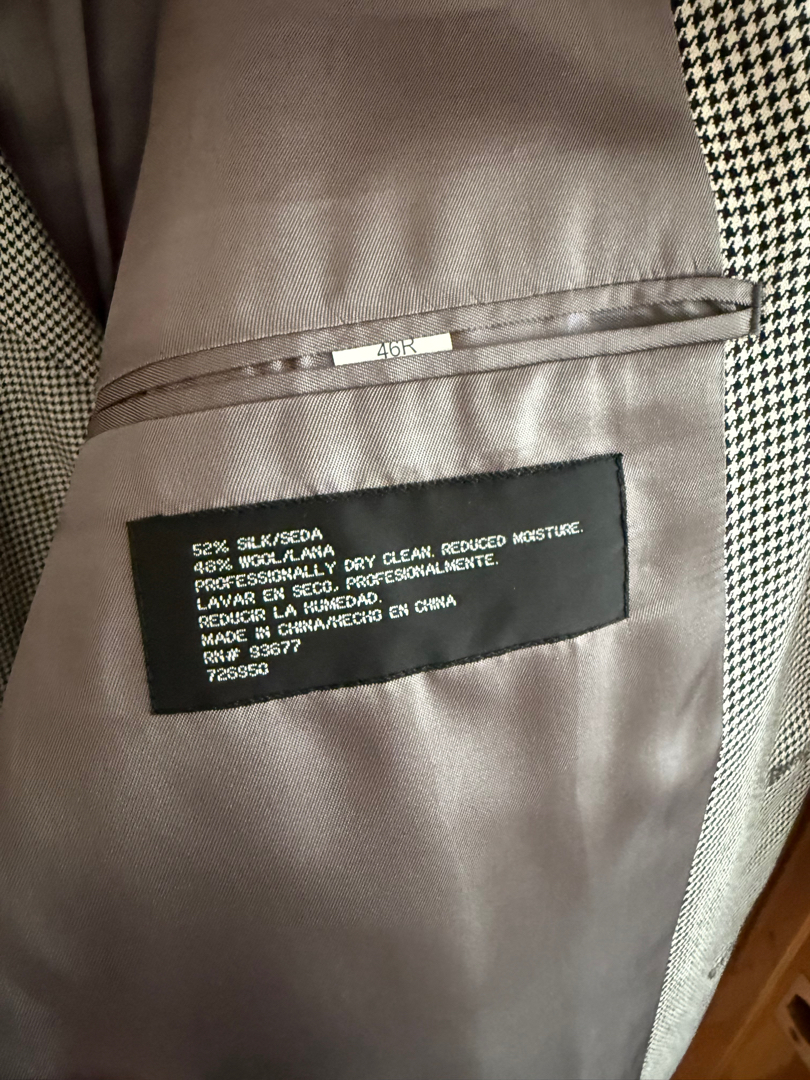 46R
52% SILK/SEDA
48% WOOL/LANA
PROFESSIONALLY DRY CLEAN. REDUCED MOISTURE.
LAVAR EN SECO. PROFESIONALMENTE.
REDUCIR LA HUMEDAD.
MADE IN CHINA/HECHO EN CHINA
RN# 93677
726950